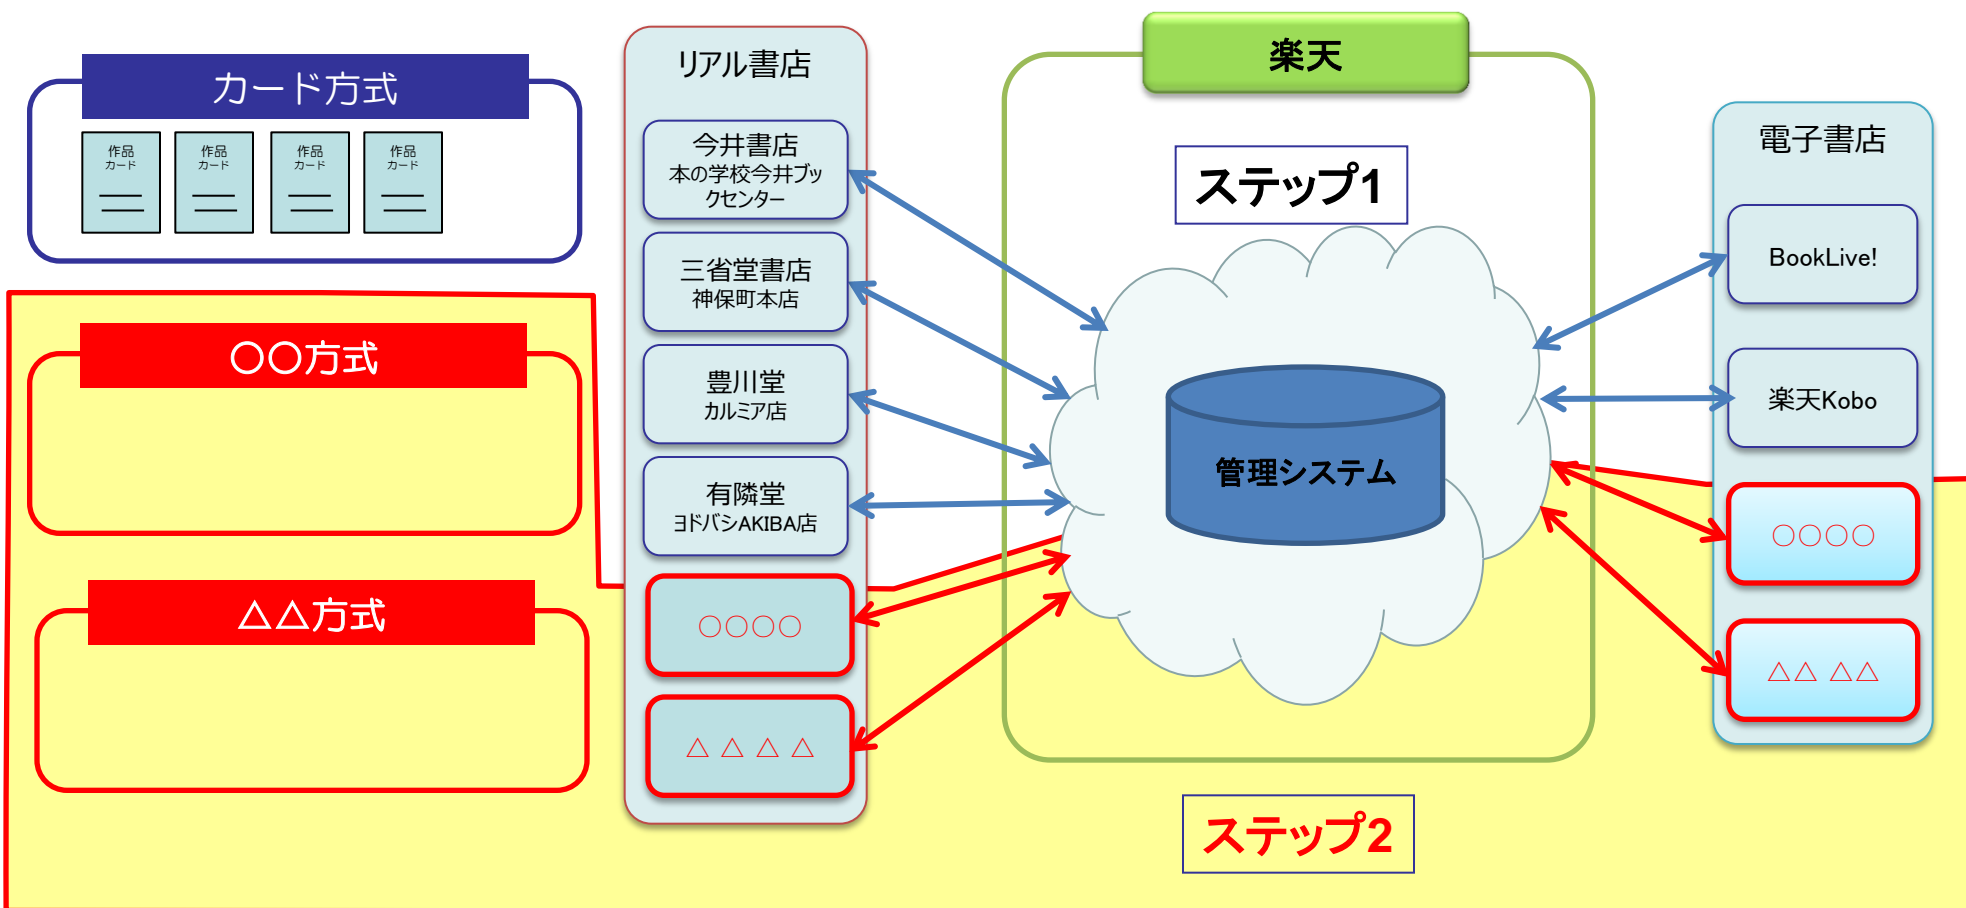 カード方式
作品
カード
作品
カード
作品
カード
作品
カード
〇〇方式
△△方式
リアル書店
今井書店
本の学校今井ブッ
クセンター
三省堂書店
神保町本店
豊川堂
カルミア店
有隣堂
ヨドバシAKIBA店
〇〇〇〇
△ △ △ △
楽天
ステップ1
管理システム
ステップ2
電子書店
BookLive!
楽天Kobo
〇〇〇〇
△△ △△